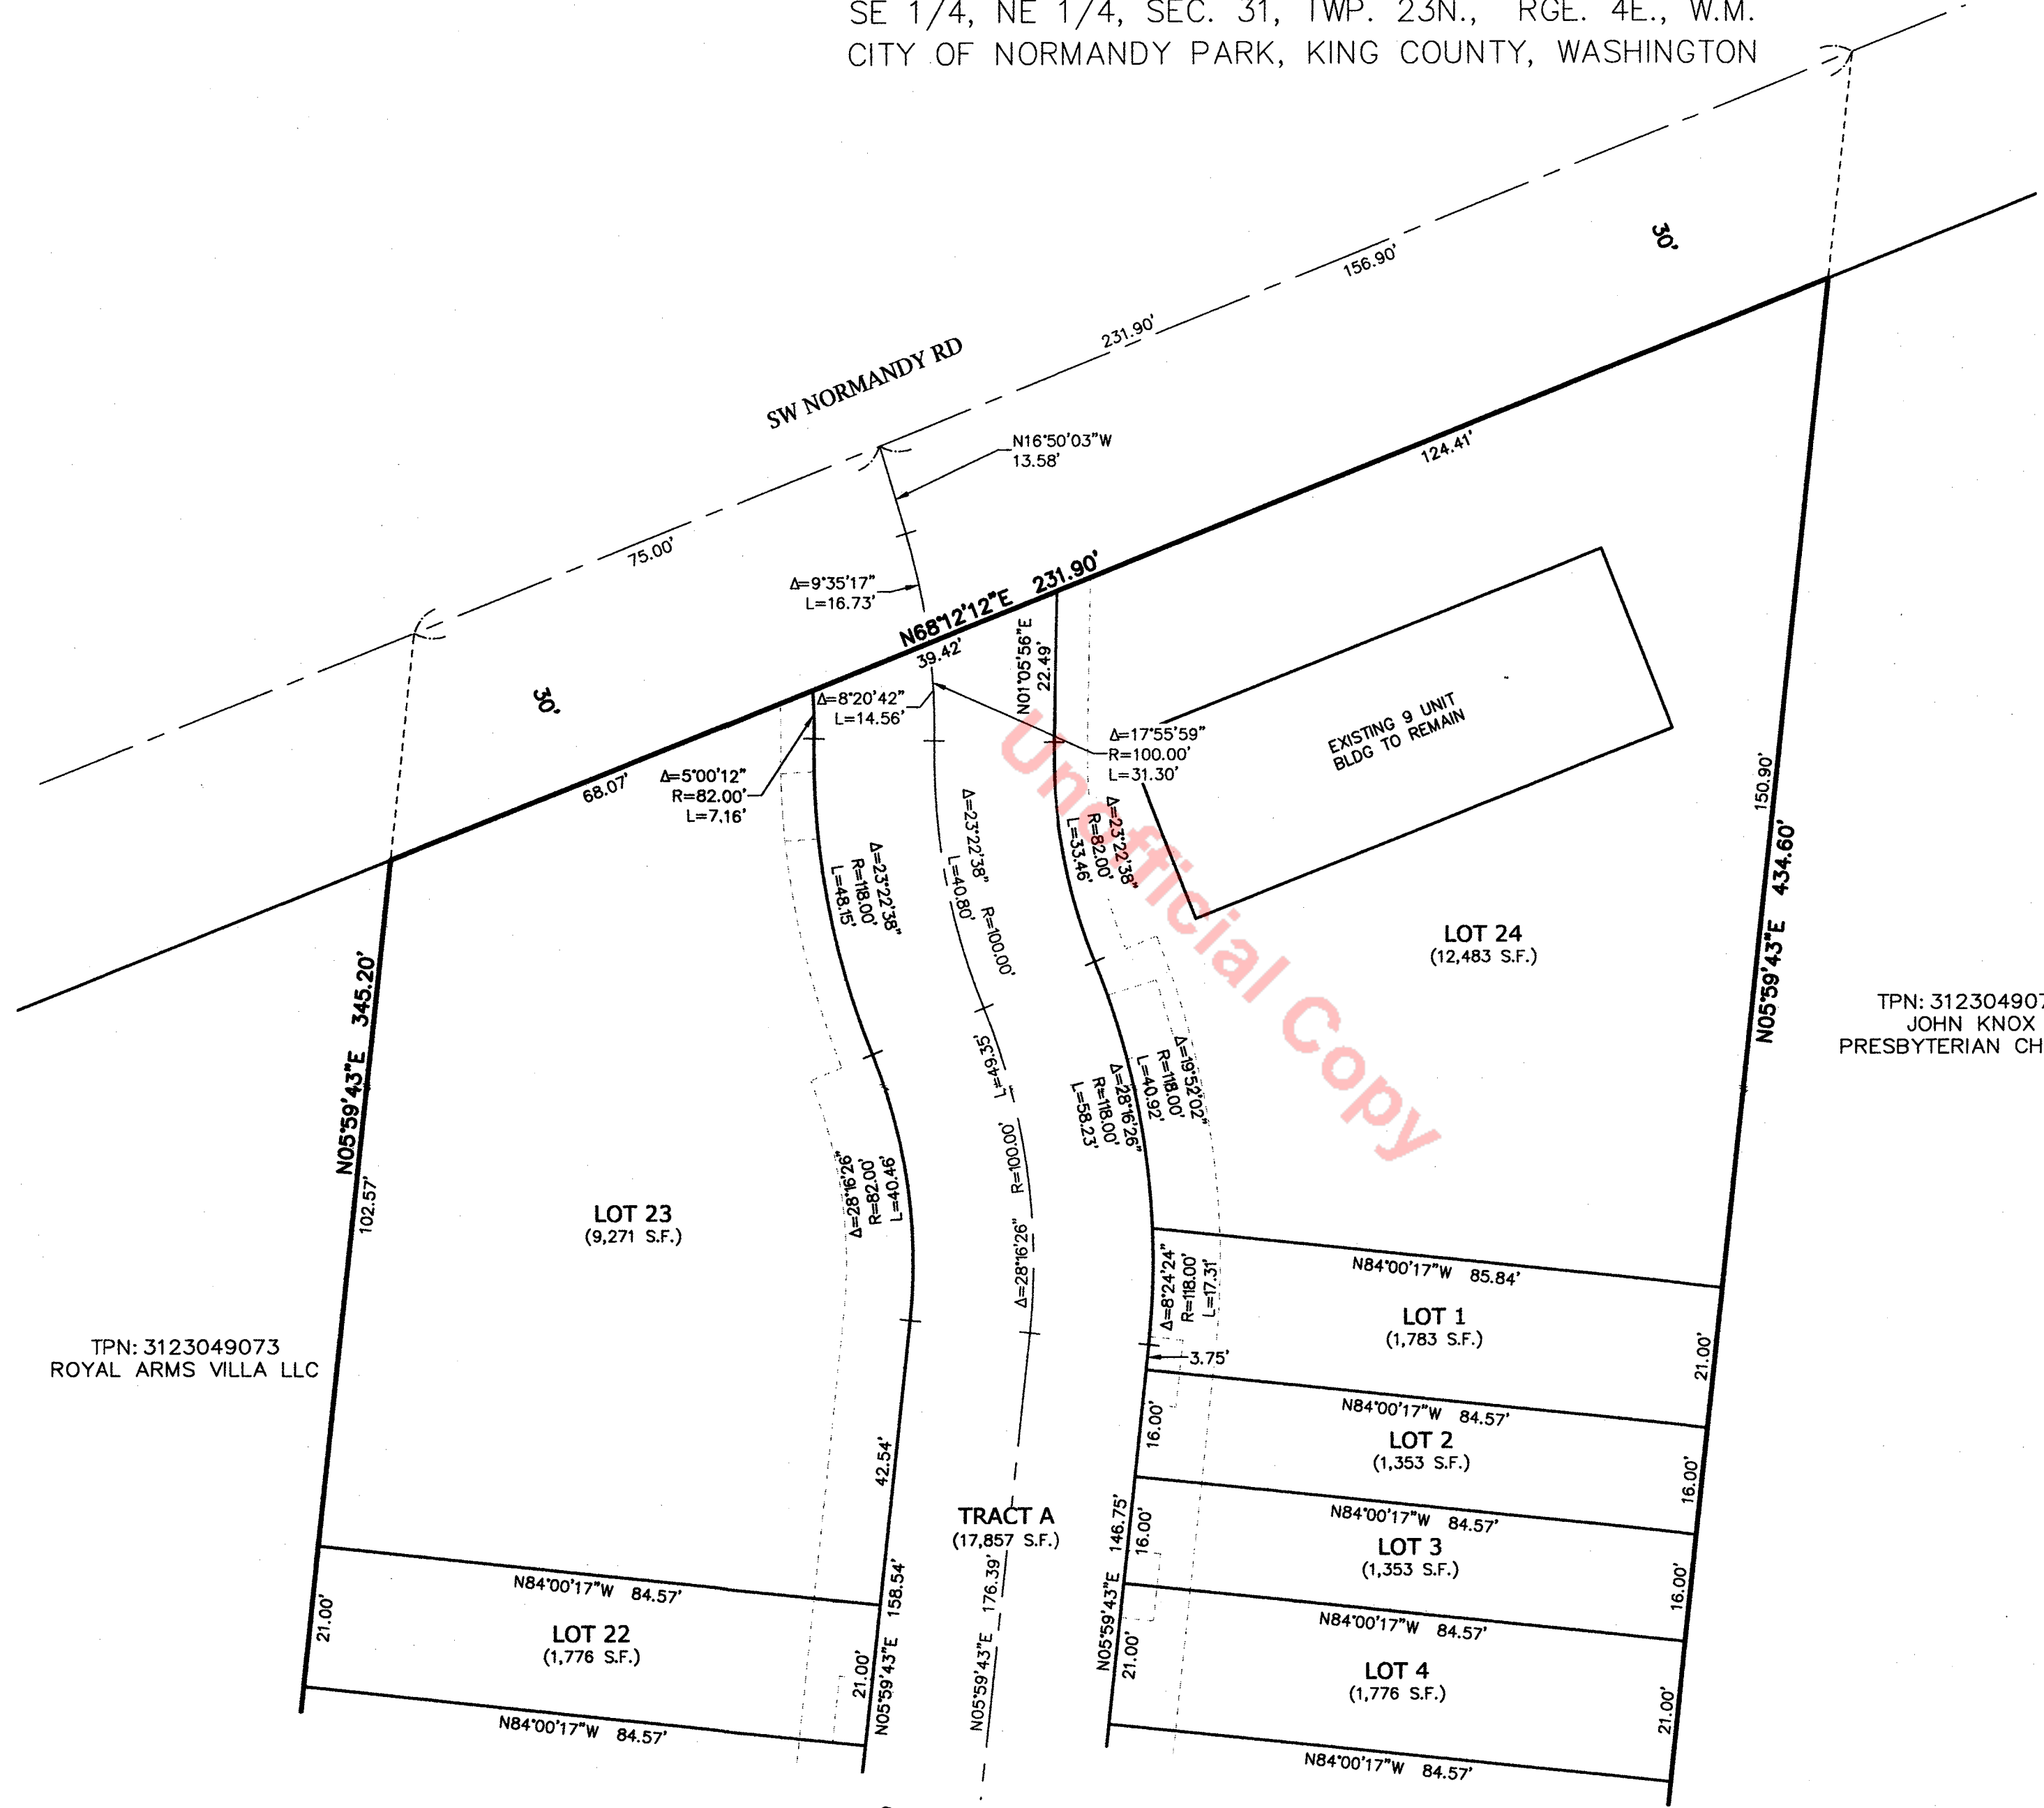 SE 1/4, NE 1/4, SEC. 31, TWP. 23N., RGE. 4E., W.M.
CITY OF NORMANDY PARK, KING COUNTY, WASHINGTON
30'
156.90'
231.90'
SW NORMANDY RD
N16°50'03"W
13.58'
124.41'
75.00'
Δ=9°35'17"
L=16.73'
N68°12'12"E 231.90'
39.42'
N01°05'56"E
22.49'
30'
Δ=8°20'42"
L=14.56'
Δ=17°55'59"
R=100.00'
L=31.30'
EXISTING 9 UNIT
BLDG TO REMAIN
Δ=5°00'12"
R=82.00'
L=7.16'
68.07'
150.90'
N05°59'43"E 434.60'
Δ=23°22'38"
R=118.00'
L=48.15'
Δ=23°22'38" R=100.00'
L=40.80'
Δ=23°22'38"
R=82.00'
L=33.46'
Unofficial Copy
LOT 24
(12,483 S.F.)
TPN: 312304907
JOHN KNOX
PRESBYTERIAN CH
N05°59'43"E 345.20'
102.57'
L=49.35'
R=100.00'
Δ=28°16'26"
Δ=19°52'02"
R=118.00'
L=40.92'
Δ=28°16'26"
R=118.00'
L=58.23'
Δ=28°16'26"
R=82.00'
L=40.46'
LOT 23
(9,271 S.F.)
Δ=8°24'24"
R=118.00'
L=17.31'
N84°00'17"W 85.84'
LOT 1
(1,783 S.F.)
21.00'
3.75'
TPN: 3123049073
ROYAL ARMS VILLA LLC
N84°00'17"W 84.57'
16.00'
LOT 2
(1,353 S.F.)
16.00'
42.54'
N84°00'17"W 84.57'
TRACT A
(17,857 S.F.)
N05°59'43"E 146.75'
16.00'
LOT 3
(1,353 S.F.)
16.00'
N84°00'17"W 84.57'
N84°00'17"W 84.57'
21.00'
LOT 22
(1,776 S.F.)
21.00'
N05°59'43"E 158.54'
N05°59'43"E 176.39'
21.00'
LOT 4
(1,776 S.F.)
21.00'
N84°00'17"W 84.57'
N84°00'17"W 84.57'